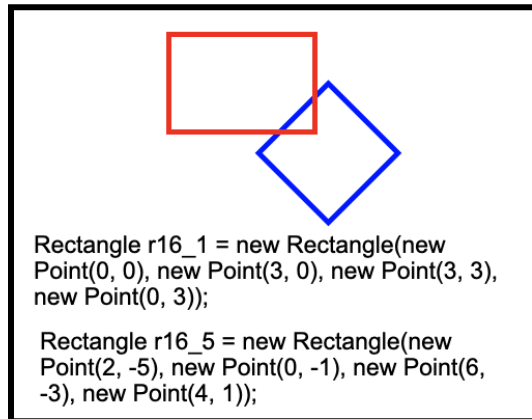 Rectangle r16_1 = new Rectangle(new
Point(0, 0), new Point(3, 0), new Point(3, 3),
new Point(0, 3));
Rectangle r16_5 = new Rectangle(new
Point(2, -5), new Point(0, -1), new Point(6,
-3), new Point(4, 1));